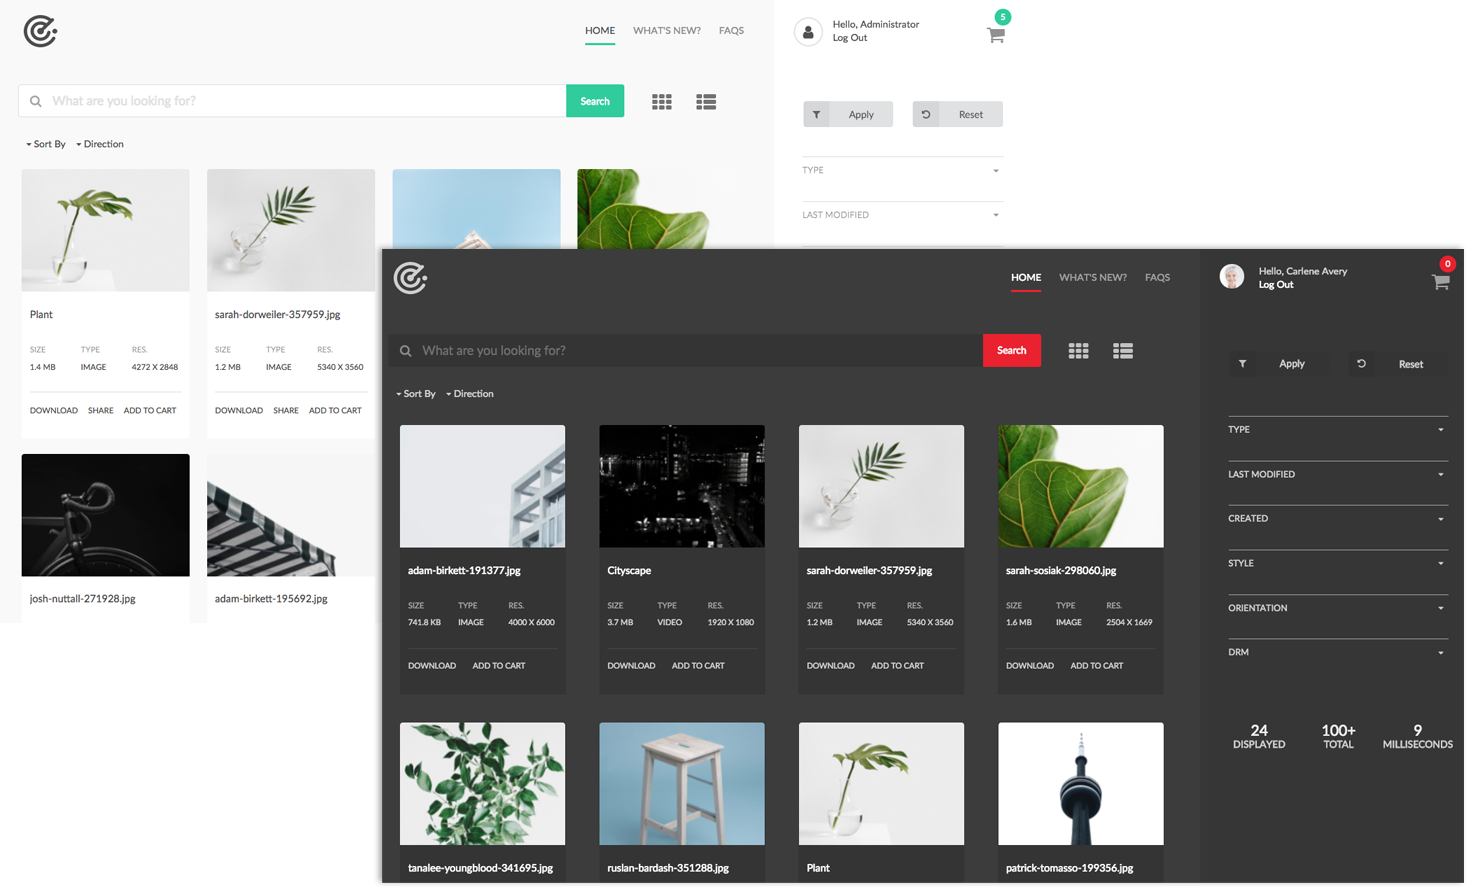 HOME WHAT'S NEW? FAQS
Hello, Administrator
Log Out
5
What are you looking for?
Search
Apply
Reset
Sort By Direction
TYPE
LAST MODIFIED
Plant
SIZE TYPE RES.
1.4 MB IMAGE 4272 X 2848
DOWNLOAD SHARE ADD TO CART
sarah-dorweiler-357959.jpg
SIZE TYPE RES.
1.2 MB IMAGE 5340 X 3560
DOWNLOAD SHARE ADD TO CART
josh-nuttall-271928.jpg
adam-birkett-195692.jpg
HOME WHAT'S NEW? FAQS
Hello, Carlene Avery
Log Out
0
What are you looking for?
Search
Apply
Reset
Sort By Direction
adam-birkett-191377.jpg
SIZE TYPE RES.
741.8 KB IMAGE 4000 X 6000
DOWNLOAD ADD TO CART
Cityscape
SIZE TYPE RES.
3.7 MB VIDEO 1920 X 1080
DOWNLOAD ADD TO CART
sarah-dorweiler-357959.jpg
SIZE TYPE RES.
1.2 MB IMAGE 5340 X 3560
DOWNLOAD ADD TO CART
sarah-sosiak-298060.jpg
SIZE TYPE RES.
1.6 MB IMAGE 2504 X 1669
DOWNLOAD ADD TO CART
tanalee-youngblood-341695.jpg
ruslan-bardash-351288.jpg
Plant
patrick-tomasso-199356.jpg
TYPE
LAST MODIFIED
CREATED
STYLE
ORIENTATION
DRM
24 100+ 9
DISPLAYED TOTAL MILLISECONDS